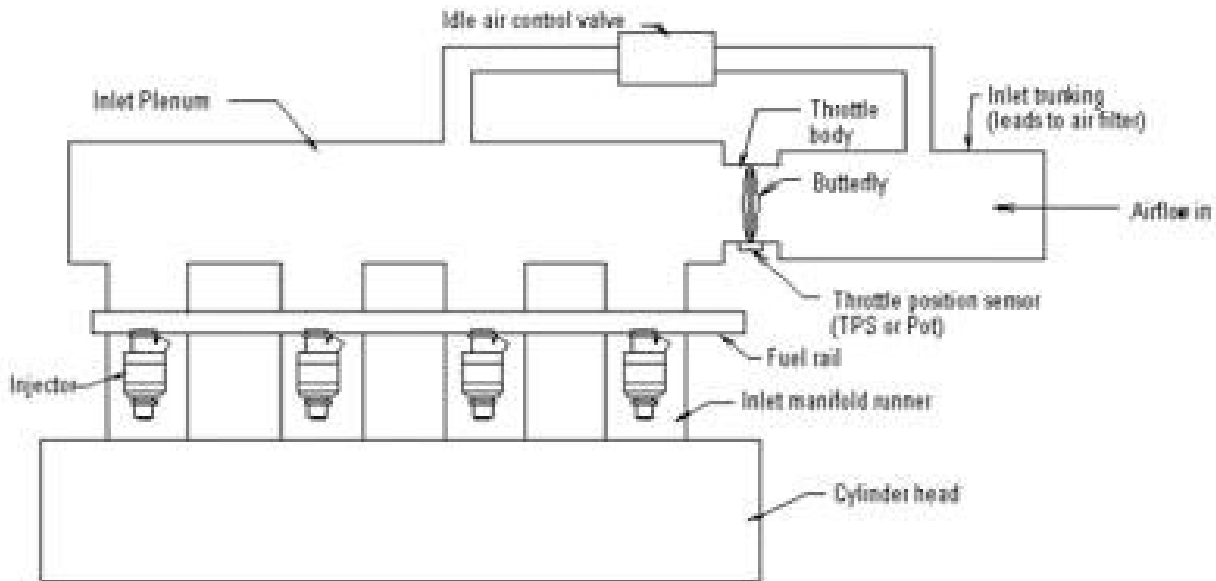 Idle air control valve
Inlet Plenum
Throttle
body
Inlet trunking
(leads to air filter)
Butterfly
Airflow in
Throttle position sensor
(TPS or Pot)
Fuel rail
Injector
Inlet manifold runner
Cylinder head